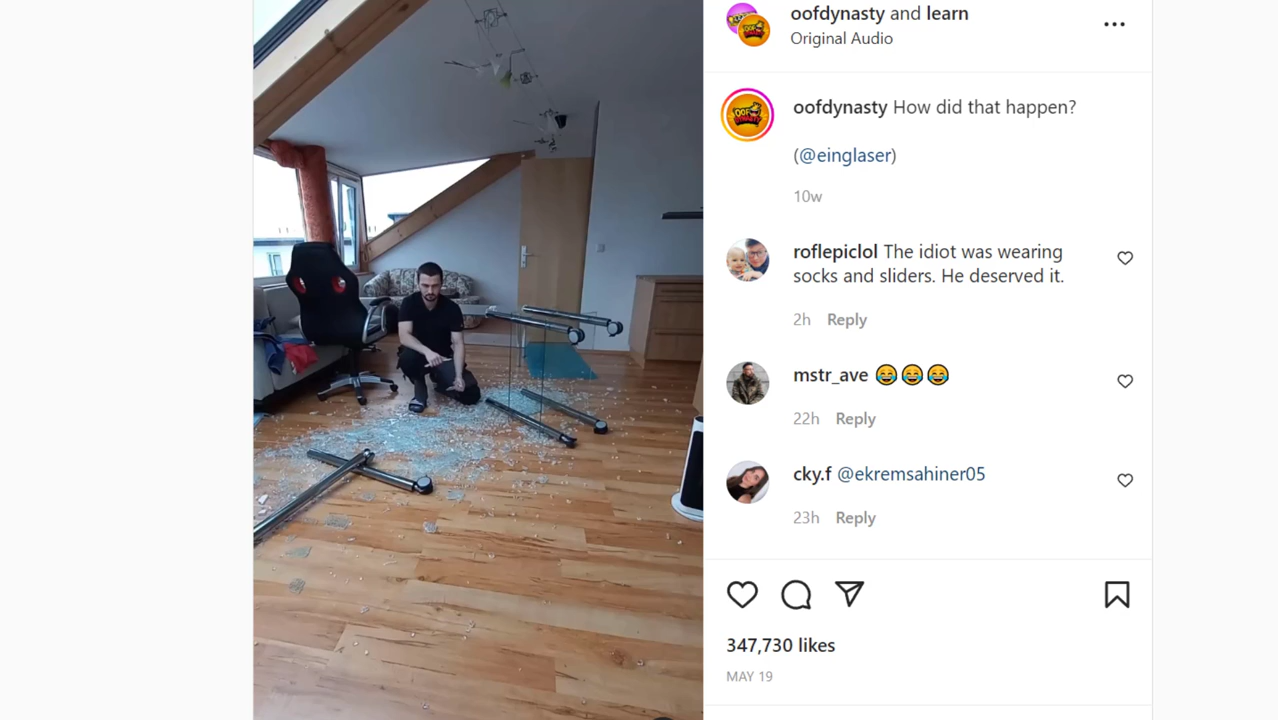 oofdynasty and learn
Original Audio
oofdynasty How did that happen?
(@einglaser)
10w
roflepiclol The idiot was wearing
socks and sliders. He deserved it.
2h Reply
mstr_ave 😂😂😂
22h Reply
cky.f @ekremsahiner05
23h Reply
347,730 likes
MAY 19